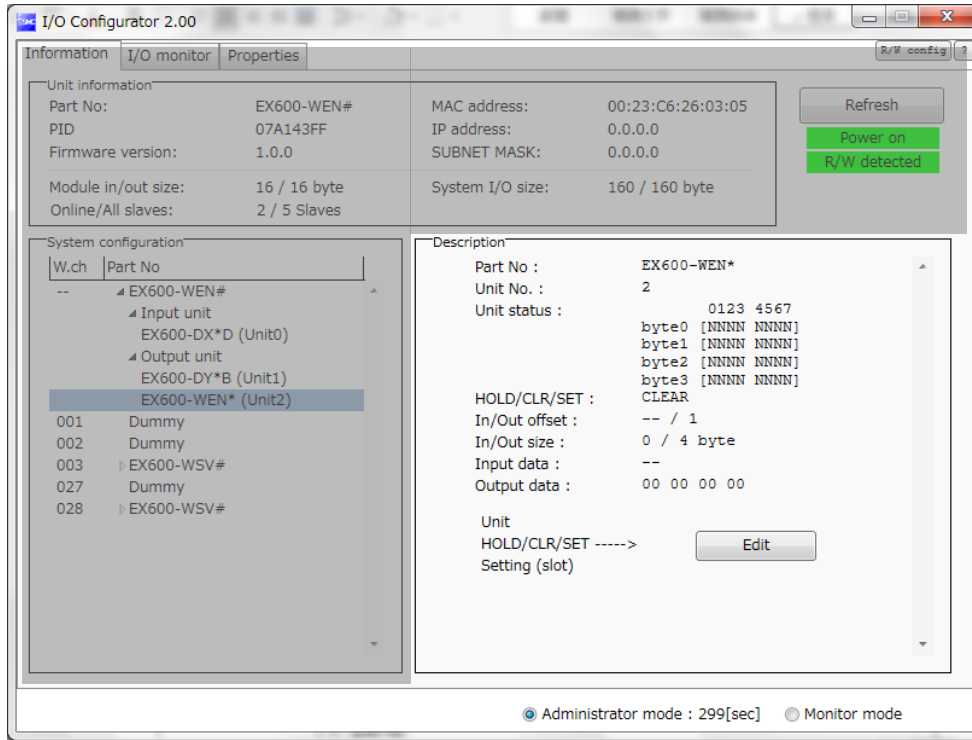 I/O Configurator 2.00
Information I/O monitor Properties R/W config ?
Unit information
Part No: EX600-WEN# MAC address: 00:23:C6:26:03:05 Refresh
PID 07A143FF IP address: 0.0.0.0 Power on
Firmware version: 1.0.0 SUBNET MASK: 0.0.0.0 R/W detected
Module in/out size: 16 / 16 byte System I/O size: 160 / 160 byte
Online/All slaves: 2 / 5 Slaves
System configuration
W.ch Part No
-- EX600-WEN#
Input unit
EX600-DX*D (Unit0)
Output unit
EX600-DY*B (Unit1)
EX600-WEN* (Unit2)
001 Dummy
002 Dummy
003 EX600-WSV#
027 Dummy
028 EX600-WSV#
Description
Part No : EX600-WEN*
Unit No. : 2
Unit status : 0123 4567
byte0 [NNNN NNNN]
byte1 [NNNN NNNN]
byte2 [NNNN NNNN]
byte3 [NNNN NNNN]
HOLD/CLR/SET : CLEAR
In/Out offset : -- / 1
In/Out size : 0 / 4 byte
Input data : --
Output data : 00 00 00 00
Unit
HOLD/CLR/SET -----> Edit
Setting (slot)
Administrator mode : 299[sec] Monitor mode